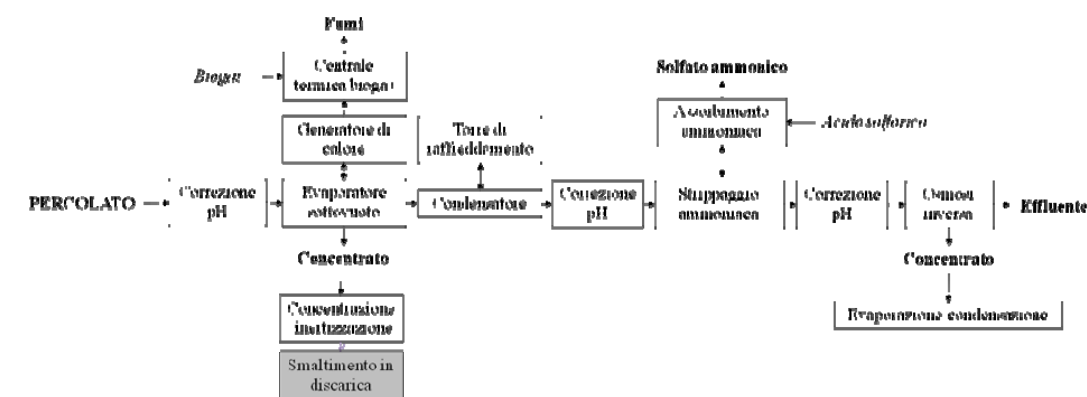 Fumi
Biogas
Centrale
termica biogas
Solfato ammonico
Generatore di
calore
Torre di
raffreddamento
Assorbimento
ammoniaca
Acido solforico
PERCOLATO
Correzione
pH
Evaporatore
sottovuoto
Condensatore
Correzione
pH
Strippaggio
ammoniaca
Correzione
pH
Osmosi
inversa
Effluente
Concentrato
Concentrato
Concentrazione
inertizzazione
Evaporazione condensazione
Smaltimento in
discarica